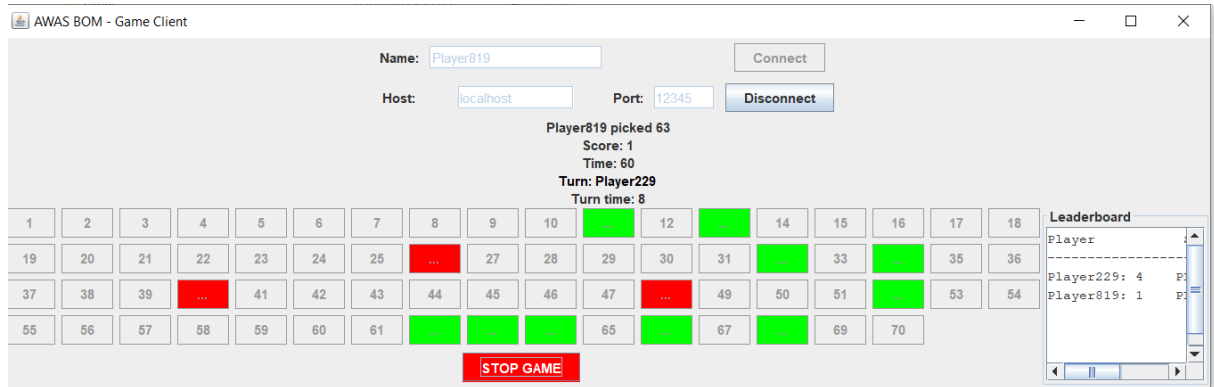 AWAS BOM - Game Client
Name: Player819 Connect
Host: localhost Port: 12345 Disconnect
Player819 picked 63
Score: 1
Time: 60
Turn: Player229
Turn time: 8
1 2 3 4 5 6 7 8 9 10 ... 12 ... 14 15 16 17 18
19 20 21 22 23 24 25 ... 27 28 29 30 31 ... 33 ... 35 36
37 38 39 ... 41 42 43 44 45 46 47 ... 49 50 51 ... 53 54
55 56 57 58 59 60 61 ... ... ... 65 ... 67 ... 69 70
STOP GAME
Leaderboard
Player
--------------------
Player229: 4
Player819: 1